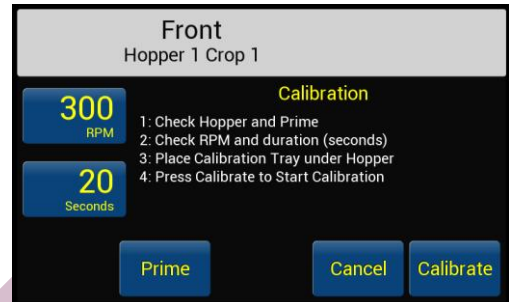 Front
Hopper 1 Crop 1
300
RPM
20
Seconds
Calibration
1: Check Hopper and Prime
2: Check RPM and duration (seconds)
3: Place Calibration Tray under Hopper
4: Press Calibrate to Start Calibration
Prime
Cancel
Calibrate